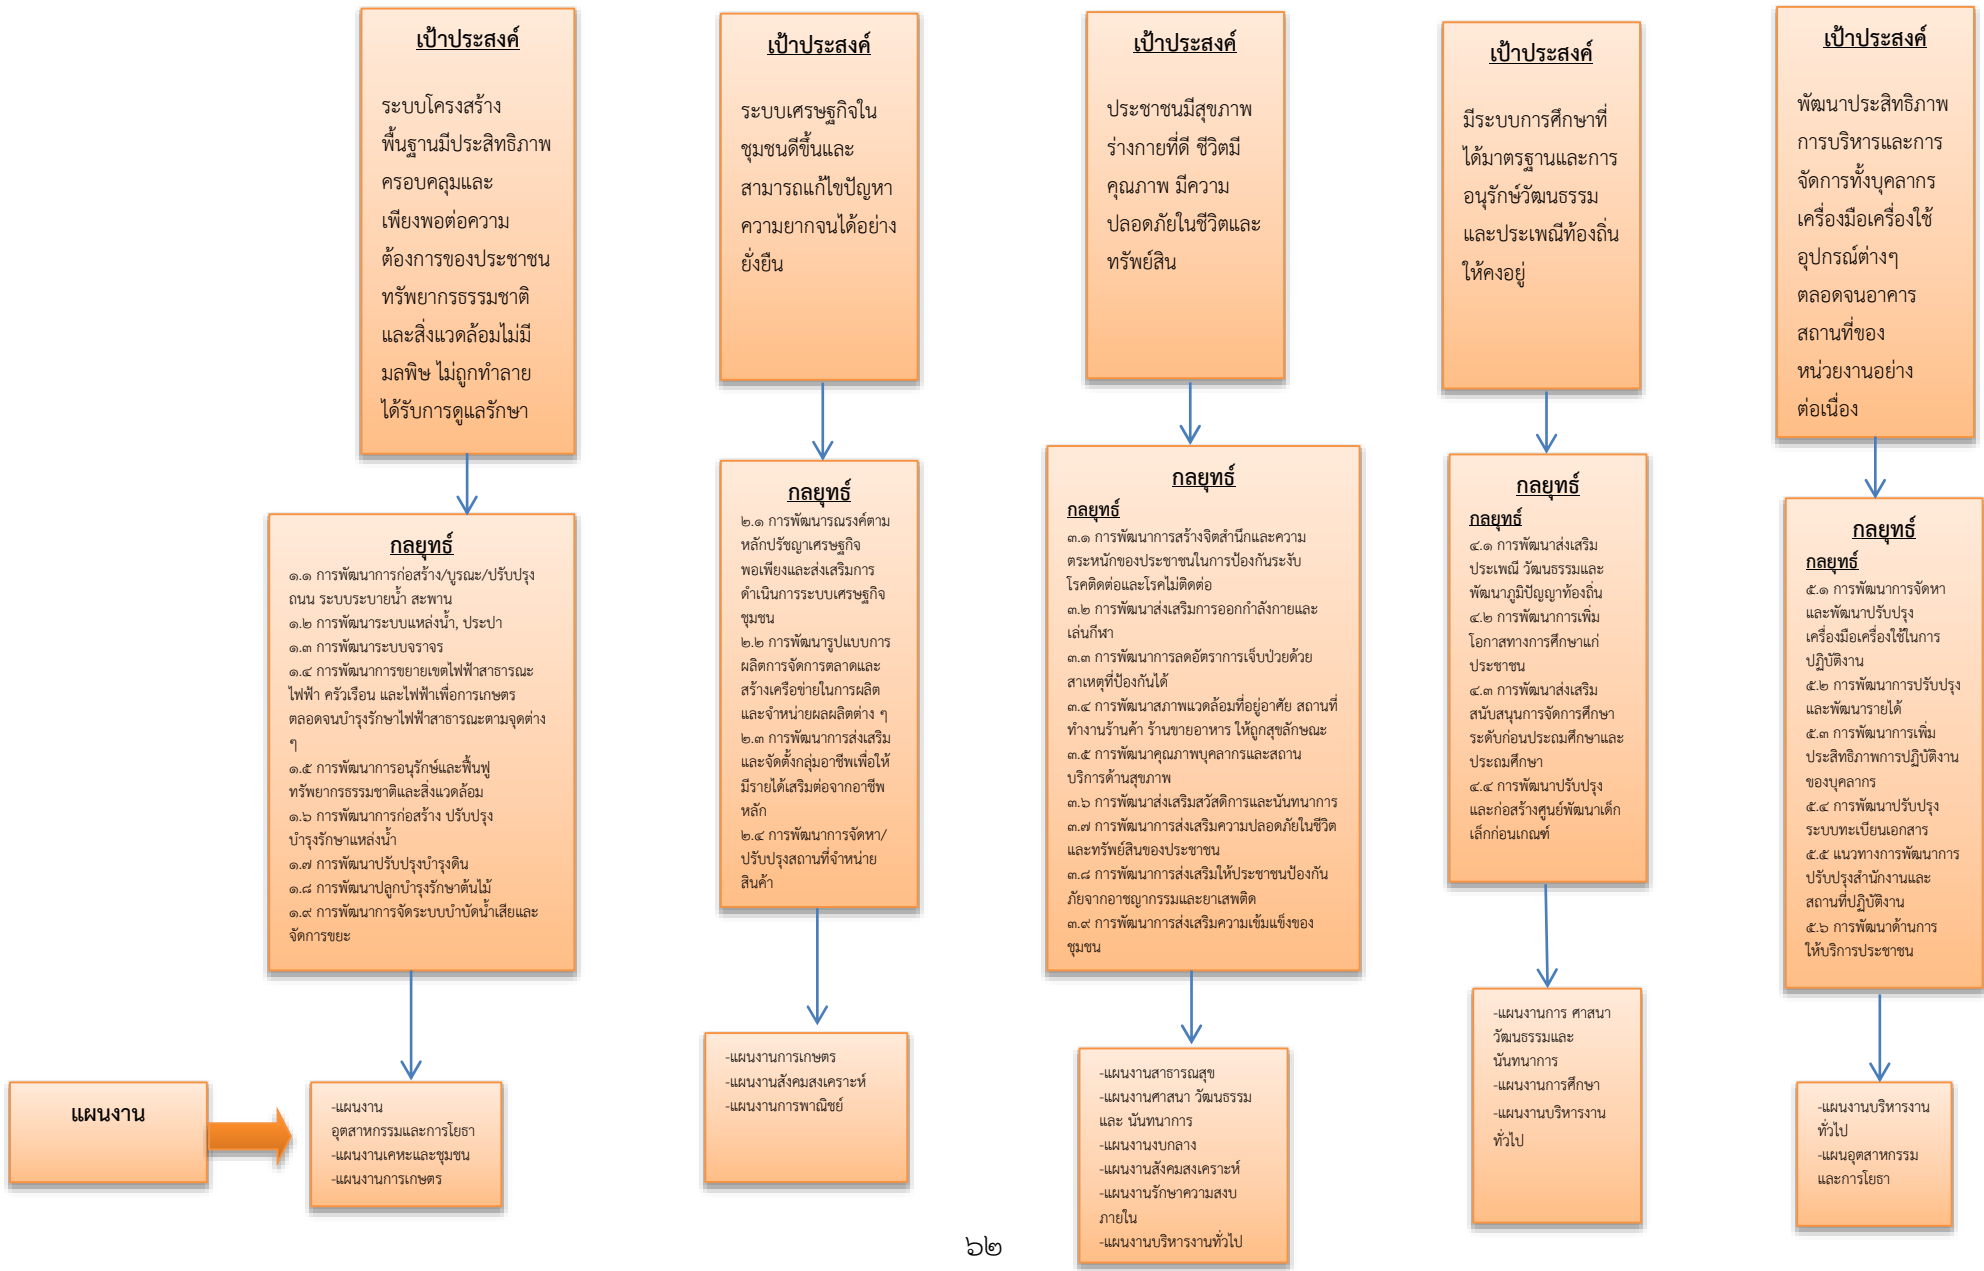 เป้าประสงค์
ระบบโครงสร้าง
พื้นฐานมีประสิทธิภาพ
ครอบคลุมและ
เพียงพอต่อความ
ต้องการของประชาชน
ทรัพยากรธรรมชาติ
และสิ่งแวดล้อมไม่มี
มลพิษ ไม่ถูกทำลาย
ได้รับการดูแลรักษา
เป้าประสงค์
ระบบเศรษฐกิจใน
ชุมชนดีขึ้นและ
สามารถแก้ไขปัญหา
ความยากจนได้อย่าง
ยั่งยืน
เป้าประสงค์
ประชาชนมีสุขภาพ
ร่างกายที่ดี ชีวิตมี
คุณภาพ มีความ
ปลอดภัยในชีวิตและ
ทรัพย์สิน
เป้าประสงค์
มีระบบการศึกษาที่
ได้มาตรฐานและการ
อนุรักษ์วัฒนธรรม
และประเพณีท้องถิ่น
ให้คงอยู่
เป้าประสงค์
พัฒนาประสิทธิภาพ
การบริหารและการ
จัดการทั้งบุคลากร
เครื่องมือเครื่องใช้
อุปกรณ์ต่างๆ
ตลอดจนอาคาร
สถานที่ของ
หน่วยงานอย่าง
ต่อเนื่อง
กลยุทธ์
๑.๑ การพัฒนาการก่อสร้าง/บูรณะ/ปรับปรุง
ถนน ระบบระบายน้ำ สะพาน
๑.๒ การพัฒนาระบบแหล่งน้ำ, ประปา
๑.๓ การพัฒนาระบบจราจร
๑.๔ การพัฒนาการขยายเขตไฟฟ้าสาธารณะ
ไฟฟ้า ครัวเรือน และไฟฟ้าเพื่อการเกษตร
ตลอดจนบำรุงรักษาไฟฟ้าสาธารณะตามจุดต่าง
ๆ
๑.๕ การพัฒนาการอนุรักษ์และฟื้นฟู
ทรัพยากรธรรมชาติและสิ่งแวดล้อม
๑.๖ การพัฒนาการก่อสร้าง ปรับปรุง
บำรุงรักษาแหล่งน้ำ
๑.๗ การพัฒนาปรับปรุงบำรุงดิน
๑.๘ การพัฒนาปลูกบำรุงรักษาต้นไม้
๑.๙ การพัฒนาการจัดระบบบำบัดน้ำเสียและ
จัดการขยะ
กลยุทธ์
๒.๑ การพัฒนารณรงค์ตาม
หลักปรัชญาเศรษฐกิจ
พอเพียงและส่งเสริมการ
ดำเนินการระบบเศรษฐกิจ
ชุมชน
๒.๒ การพัฒนารูปแบบการ
ผลิตการจัดการตลาดและ
สร้างเครือข่ายในการผลิต
และจำหน่ายผลผลิตต่าง ๆ
๒.๓ การพัฒนาการส่งเสริม
และจัดตั้งกลุ่มอาชีพเพื่อให้
มีรายได้เสริมต่อจากอาชีพ
หลัก
๒.๔ การพัฒนาการจัดหา/
ปรับปรุงสถานที่จำหน่าย
สินค้า
กลยุทธ์
กลยุทธ์
๓.๑ การพัฒนาการสร้างจิตสำนึกและความ
ตระหนักของประชาชนในการป้องกันระงับ
โรคติดต่อและโรคไม่ติดต่อ
๓.๒ การพัฒนาส่งเสริมการออกกำลังกายและ
เล่นกีฬา
๓.๓ การพัฒนาการลดอัตราการเจ็บป่วยด้วย
สาเหตุที่ป้องกันได้
๓.๔ การพัฒนาสภาพแวดล้อมที่อยู่อาศัย สถานที่
ทำงานร้านค้า ร้านขายอาหาร ให้ถูกสุขลักษณะ
๓.๕ การพัฒนาคุณภาพบุคลากรและสถาน
บริการด้านสุขภาพ
๓.๖ การพัฒนาส่งเสริมสวัสดิการและนันทนาการ
๓.๗ การพัฒนาการส่งเสริมความปลอดภัยในชีวิต
และทรัพย์สินของประชาชน
๓.๘ การพัฒนาการส่งเสริมให้ประชาชนป้องกัน
ภัยจากอาชญากรรมและยาเสพติด
๓.๙ การพัฒนาการส่งเสริมความเข้มแข็งของ
ชุมชน
กลยุทธ์
กลยุทธ์
๔.๑ การพัฒนาส่งเสริม
ประเพณี วัฒนธรรมและ
พัฒนาภูมิปัญญาท้องถิ่น
๔.๒ การพัฒนาการเพิ่ม
โอกาสทางการศึกษาแก่
ประชาชน
๔.๓ การพัฒนาส่งเสริม
สนับสนุนการจัดการศึกษา
ระดับก่อนประถมศึกษาและ
ประถมศึกษา
๔.๔ การพัฒนาปรับปรุง
และก่อสร้างศูนย์พัฒนาเด็ก
เล็กก่อนเกณฑ์
กลยุทธ์
กลยุทธ์
๕.๑ การพัฒนาการจัดหา
และพัฒนาปรับปรุง
เครื่องมือเครื่องใช้ในการ
ปฏิบัติงาน
๕.๒ การพัฒนาการปรับปรุง
และพัฒนารายได้
๕.๓ การพัฒนาการเพิ่ม
ประสิทธิภาพการปฏิบัติงาน
ของบุคลากร
๕.๔ การพัฒนาปรับปรุง
ระบบทะเบียนเอกสาร
๕.๕ แนวทางการพัฒนาการ
ปรับปรุงสำนักงานและ
สถานที่ปฏิบัติงาน
๕.๖ การพัฒนาด้านการ
ให้บริการประชาชน
แผนงาน
-แผนงาน
อุตสาหกรรมและการโยธา
-แผนงานเคหะและชุมชน
-แผนงานการเกษตร
-แผนงานการเกษตร
-แผนงานสังคมสงเคราะห์
-แผนงานการพาณิชย์
-แผนงานสาธารณสุข
-แผนงานศาสนา วัฒนธรรม
และ นันทนาการ
-แผนงานงบกลาง
-แผนงานสังคมสงเคราะห์
-แผนงานรักษาความสงบ
ภายใน
-แผนงานบริหารงานทั่วไป
-แผนงานการ ศาสนา
วัฒนธรรมและ
นันทนาการ
-แผนงานการศึกษา
-แผนงานบริหารงาน
ทั่วไป
-แผนงานบริหารงาน
ทั่วไป
-แผนอุตสาหกรรม
และการโยธา
๖๒